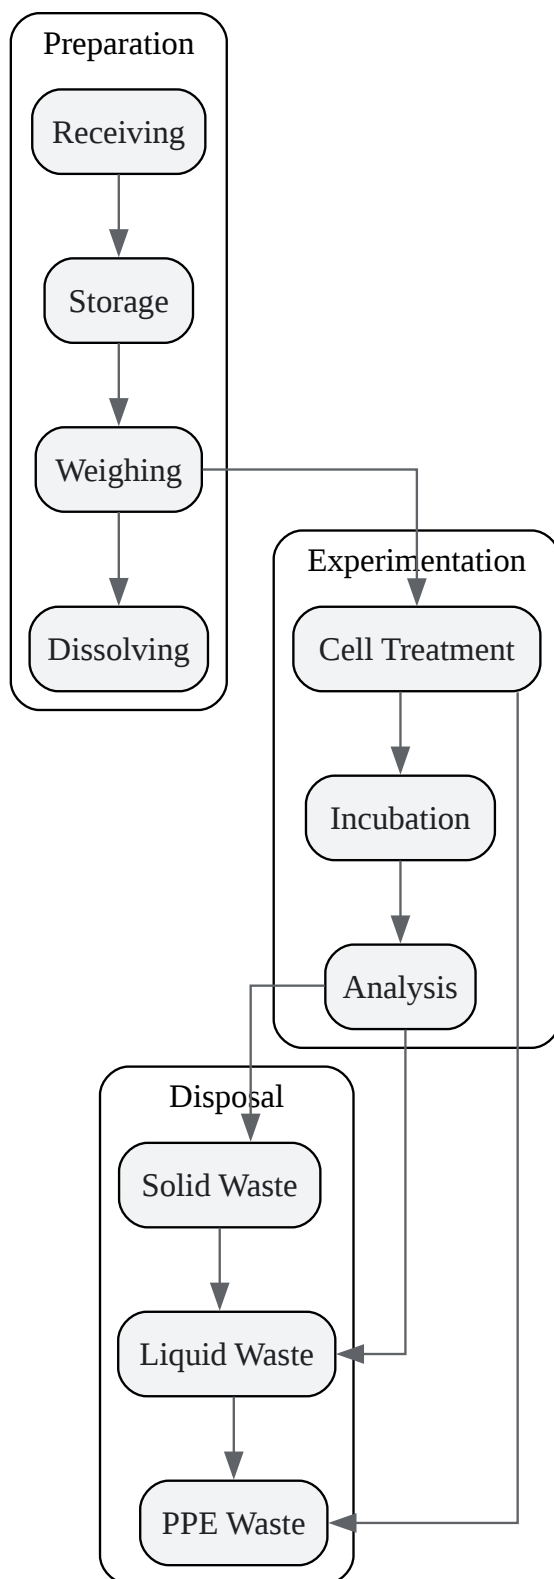 Preparation
Receiving
Storage
Weighing
Dissolving
Experimentation
Cell Treatment
Incubation
Analysis
Disposal
Solid Waste
Liquid Waste
PPE Waste